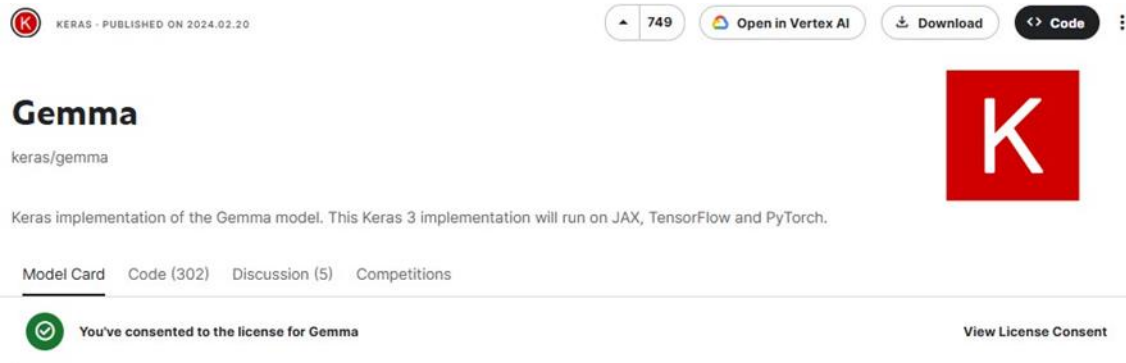 K KERAS · PUBLISHED ON 2024.02.20
749 Open in Vertex AI Download <> Code
K
Gemma
keras/gemma
Keras implementation of the Gemma model. This Keras 3 implementation will run on JAX, TensorFlow and PyTorch.
Model Card Code (302) Discussion (5) Competitions
You've consented to the license for Gemma View License Consent